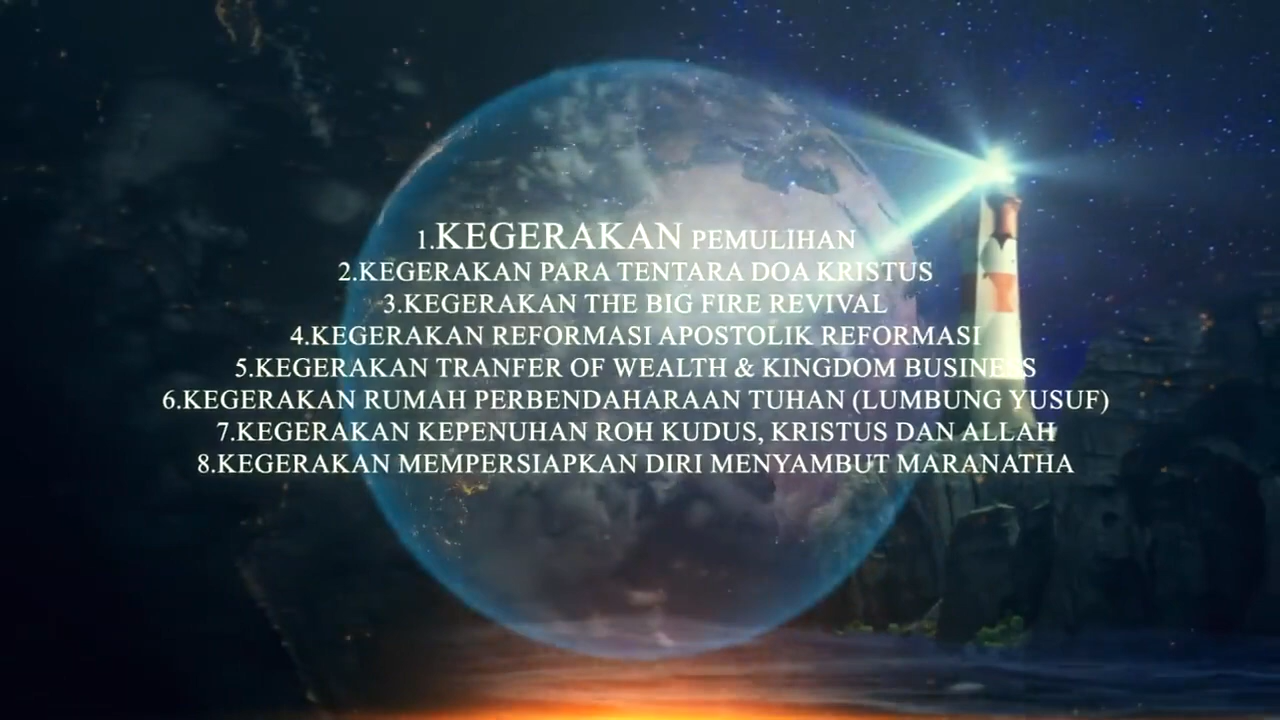 1.KEGERAKAN PEMULIHAN
2.KEGERAKAN PARA TENTARA DOA KRISTUS
3.KEGERAKAN THE BIG FIRE REVIVAL
4.KEGERAKAN REFORMASI APOSTOLIK REFORMASI
5.KEGERAKAN TRANFER OF WEALTH & KINGDOM BUSINESS
6.KEGERAKAN RUMAH PERBENDAHARAAN TUHAN (LUMBUNG YUSUF)
7.KEGERAKAN KEPENUHAN ROH KUDUS, KRISTUS DAN ALLAH
8.KEGERAKAN MEMPERSIAPKAN DIRI MENYAMBUT MARANATHA